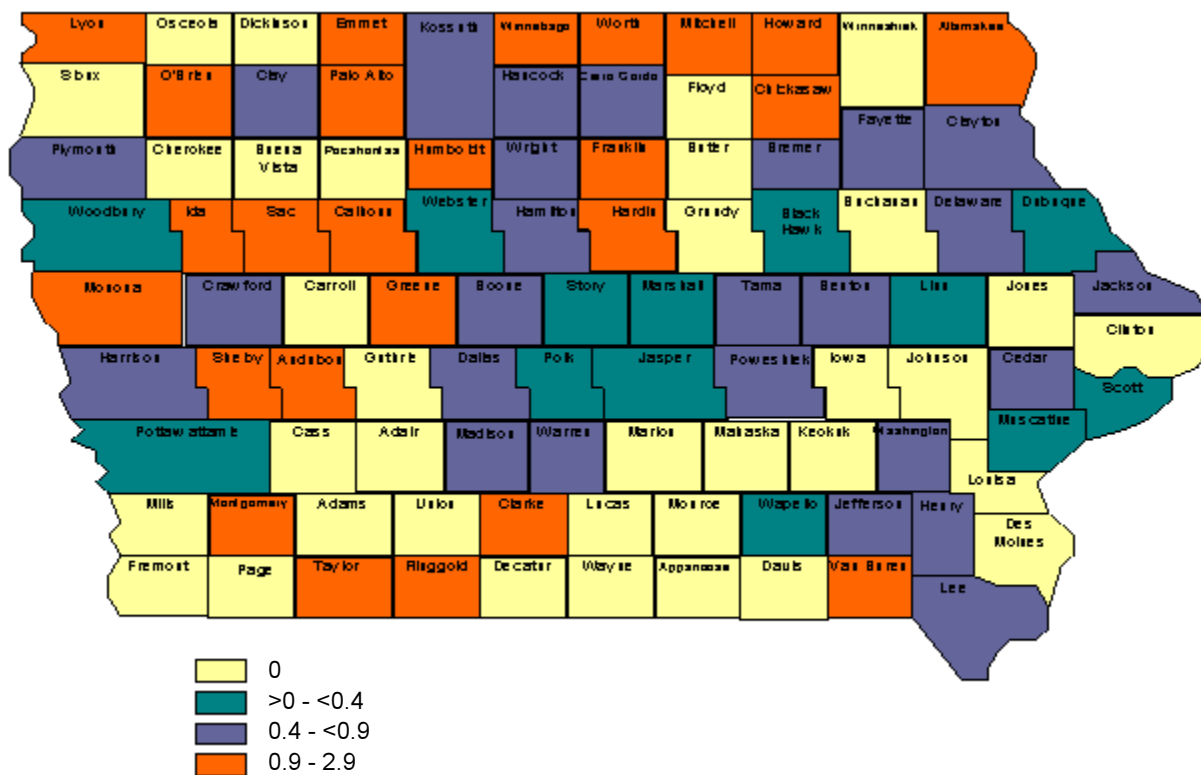 Lyon Osceola Dickinson Emmet Kossuth Winnebago Worth Mitchell Howard Winneshiek Allamakee
Sioux O'Brien Clay Palo Alto Hancock Cerro Gordo Floyd Chickasaw
Fayette Clayton
Plymouth Cherokee Buena Vista Pocahontas Humboldt Wright Franklin Butler Bremer
Woodbury Ida Sac Calhoun Webster Hamilton Hardin Grundy Black Hawk Buchanan Delaware Dubuque
Monona Crawford Carroll Greene Boone Story Marshall Tama Benton Linn Jones Jackson
Clinton
Harrison Shelby Audubon Guthrie Dallas Polk Jasper Poweshiek Iowa Johnson Cedar
Scott
Pottawattamie Cass Adair Madison Warren Marion Mahaska Keokuk Washington Muscatine
Louisa
Mills Montgomery Adams Union Clarke Lucas Monroe Wapello Jefferson Henry Des Moines
Fremont Page Taylor Ringgold Decatur Wayne Appanoose Davis Van Buren Lee
0
>0 - <0.4
0.4 - <0.9
0.9 - 2.9